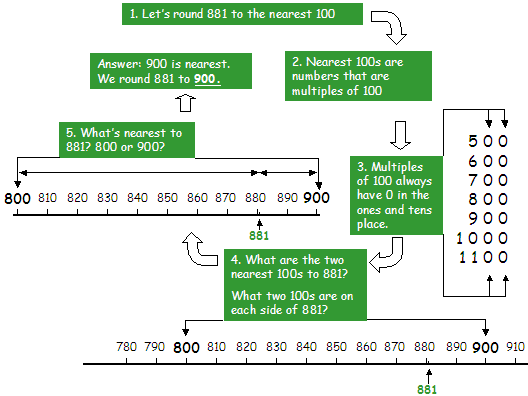 1. Let's round 881 to the nearest 100
Answer: 900 is nearest.
We round 881 to 900.
2. Nearest 100s are
numbers that are
multiples of 100
5. What's nearest to
881? 800 or 900?
800 810 820 830 840 850 860 870 880 890 900
881
3. Multiples
of 100 always
have 0 in the
ones and tens
place.
500
600
700
800
900
1000
1100
4. What are the two
nearest 100s to 881?
What two 100s are on
each side of 881?
780 790 800 810 820 830 840 850 860 870 880 890 900 910
881